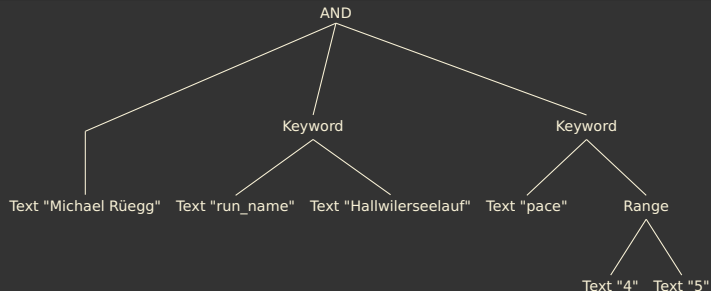 AND
Keyword Keyword
Text "Michael Rüegg" Text "run_name" Text "Hallwilerseelauf" Text "pace" Range
Text "4" Text "5"